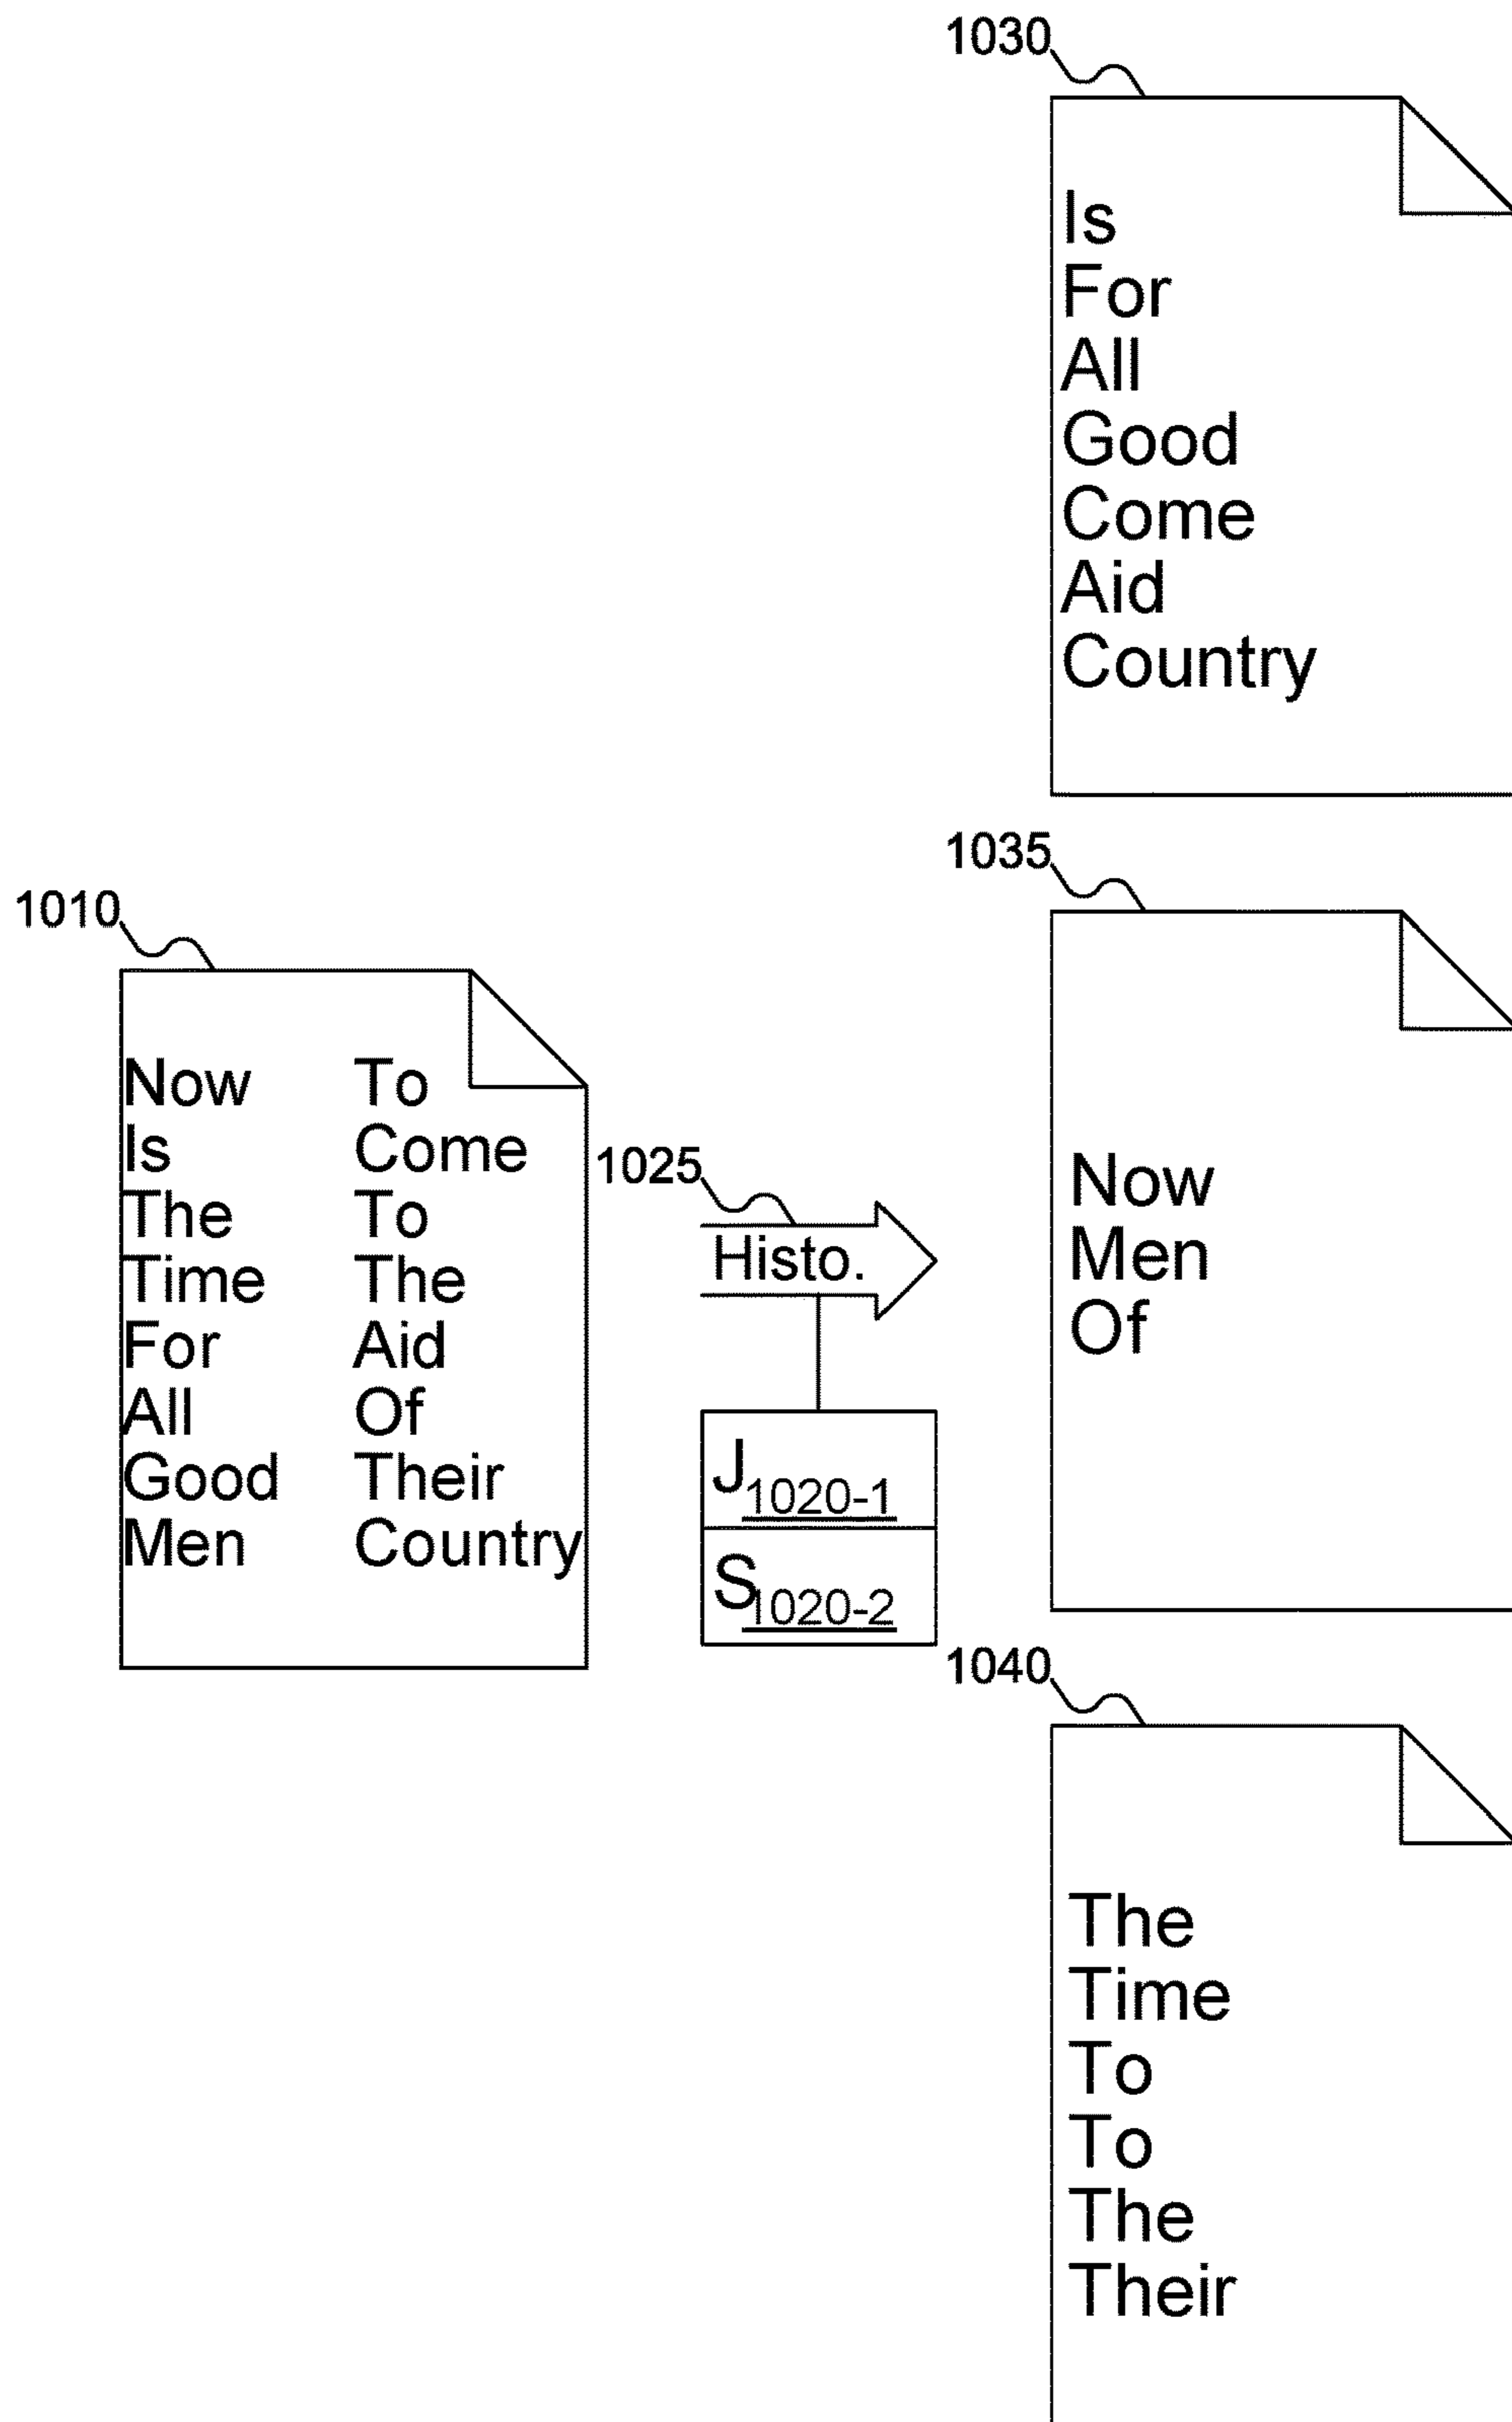 1030
Is
For
All
Good
Come
Aid
Country
1035
1010
Now To
Is Come
The To
Time The
For Aid
All Of
Good Their
Men Country
1025
Histo.
J 1020-1
S 1020-2
Now
Men
Of
1040
The
Time
To
To
The
Their